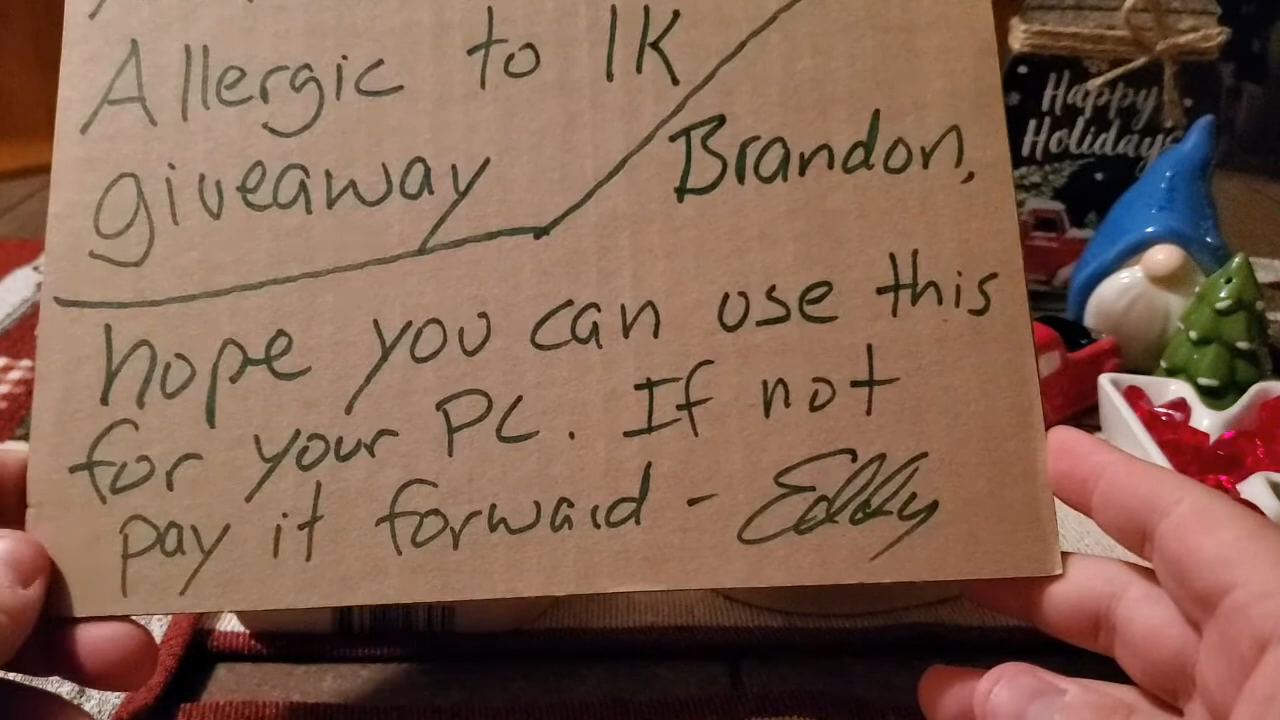 Allergic to 1K
giveaway
Brandon,
hope you can use this
for your PC. If not
pay it forward - Eddy
Happy
Holidays